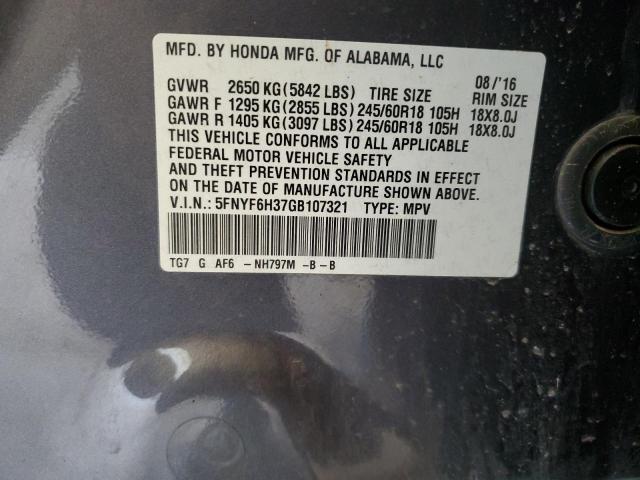 MFD. BY HONDA MFG. OF ALABAMA, LLC
08/'16
GVWR 2650 KG (5842 LBS) TIRE SIZE RIM SIZE
GAWR F 1295 KG (2855 LBS) 245/60R18 105H 18X8.0J
GAWR R 1405 KG (3097 LBS) 245/60R18 105H 18X8.0J
THIS VEHICLE CONFORMS TO ALL APPLICABLE
FEDERAL MOTOR VEHICLE SAFETY
AND THEFT PREVENTION STANDARDS IN EFFECT
ON THE DATE OF MANUFACTURE SHOWN ABOVE.
V.I.N.: 5FNYF6H37GB107321 TYPE: MPV
TG7 G AF6 - NH797M -B - B